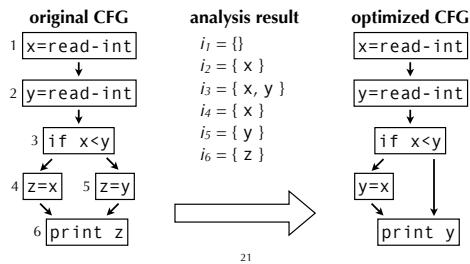 original CFG
1 x=read-int
2 y=read-int
3 if x<y
4 z=x 5 z=y
6 print z
analysis result
i1 = {}
i2 = { x }
i3 = { x, y }
i4 = { x }
i5 = { y }
i6 = { z }
optimized CFG
x=read-int
y=read-int
if x<y
y=x
print y
21